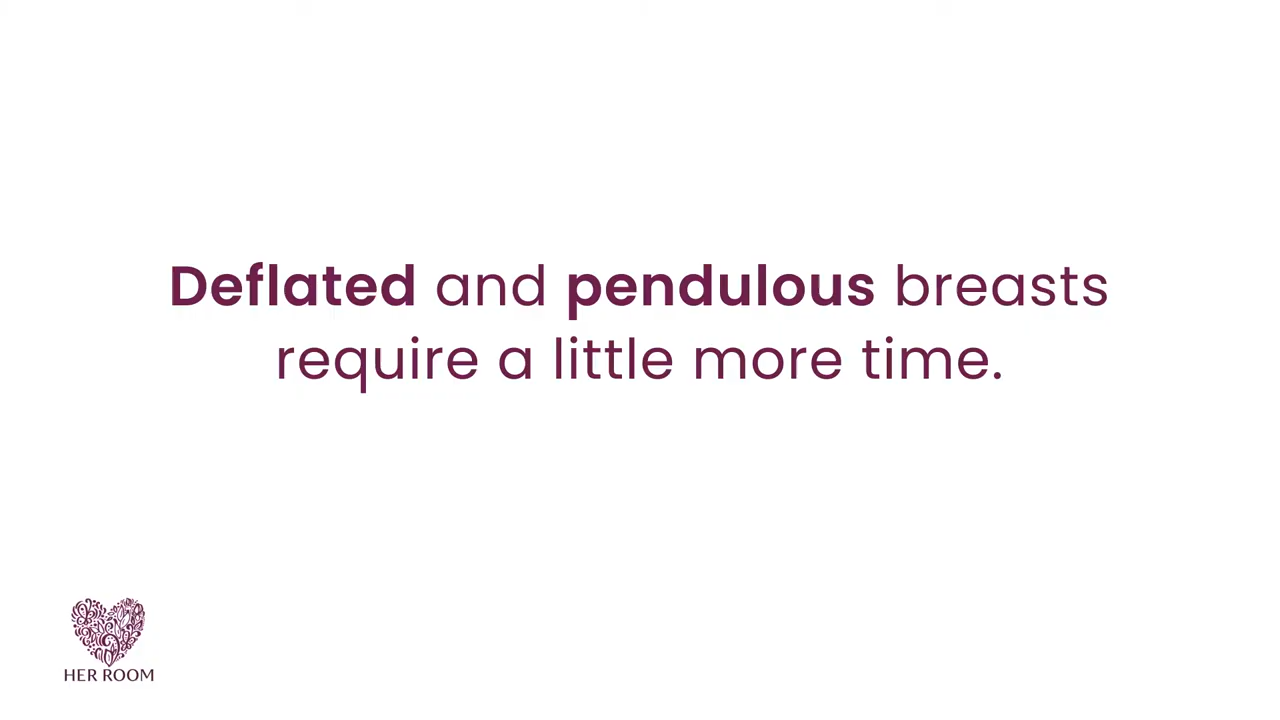 Deflated and pendulous breasts
require a little more time.
HER ROOM